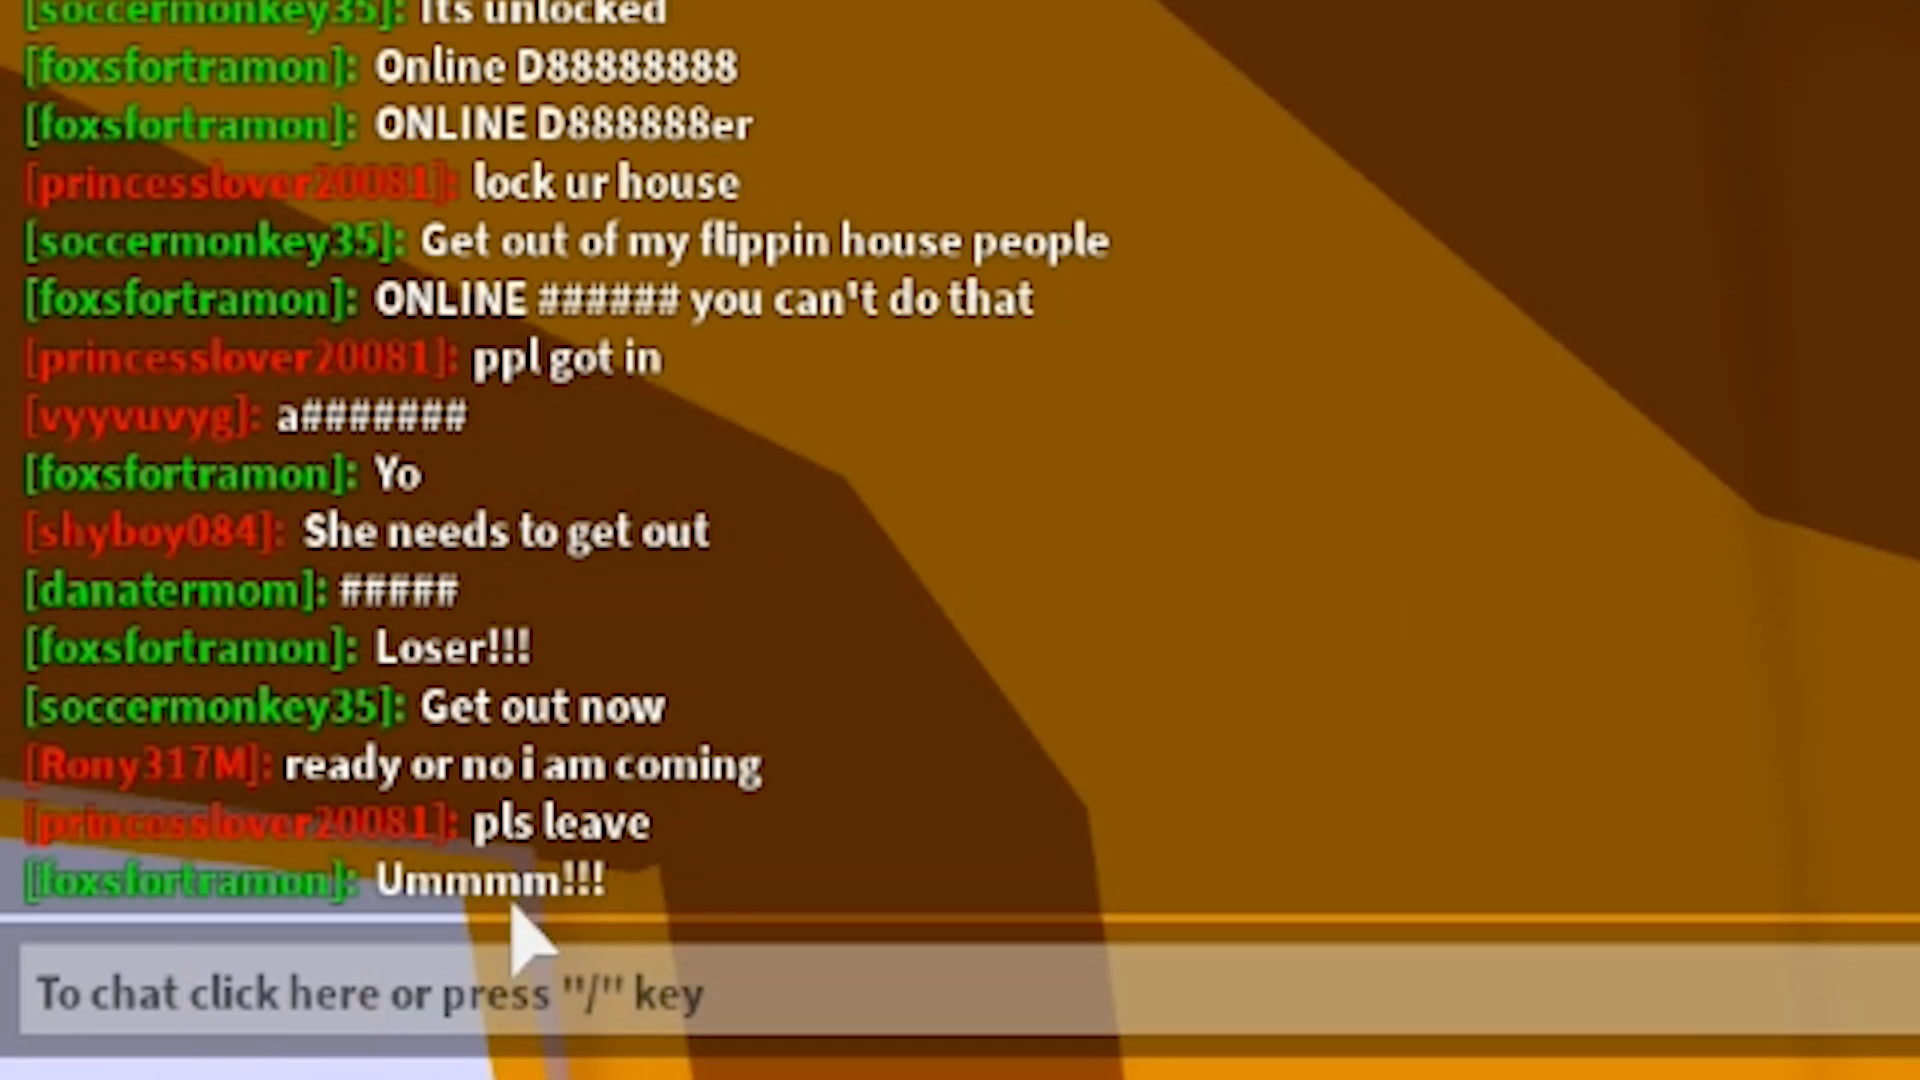 [soccermonkey35]: Its unlocked
[foxsfortramon]: Online D88888888
[foxsfortramon]: ONLINE D888888er
[princesslover20081]: lock ur house
[soccermonkey35]: Get out of my flippin house people
[foxsfortramon]: ONLINE ###### you can't do that
[princesslover20081]: ppl got in
[vyyvuvyg]: a#######
[foxsfortramon]: Yo
[shyboy084]: She needs to get out
[danatermom]: #####
[foxsfortramon]: Loser!!!
[soccermonkey35]: Get out now
[Rony317M]: ready or no i am coming
[princesslover20081]: pls leave
[foxsfortramon]: Ummmm!!!
To chat click here or press "/" key